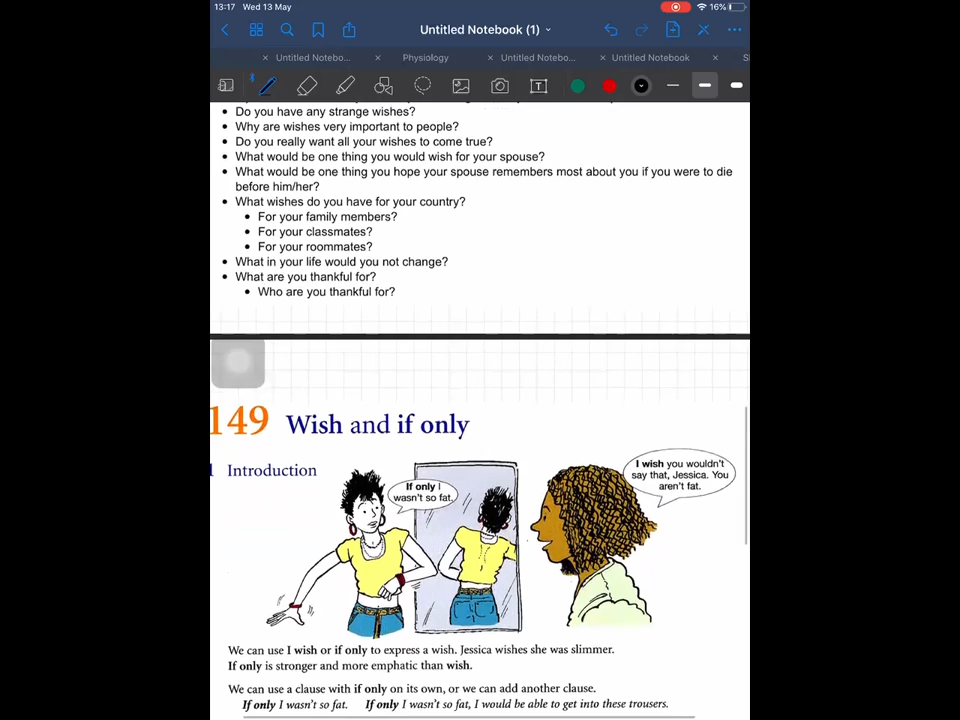 13:17 Wed 13 May 16%
Untitled Notebook (1)
Untitled Notebo... Physiology Untitled Notebo... Untitled Notebook
T
• Do you have any strange wishes?
• Why are wishes very important to people?
• Do you really want all your wishes to come true?
• What would be one thing you would wish for your spouse?
• What would be one thing you hope your spouse remembers most about you if you were to die
before him/her?
• What wishes do you have for your country?
• For your family members?
• For your classmates?
• For your roommates?
• What in your life would you not change?
• What are you thankful for?
• Who are you thankful for?
149 Wish and if only
1 Introduction
If only I
wasn't so fat.
I wish you wouldn't
say that, Jessica. You
aren't fat.
We can use I wish or if only to express a wish. Jessica wishes she was slimmer.
If only is stronger and more emphatic than wish.
We can use a clause with if only on its own, or we can add another clause.
If only I wasn't so fat. If only I wasn't so fat, I would be able to get into these trousers.